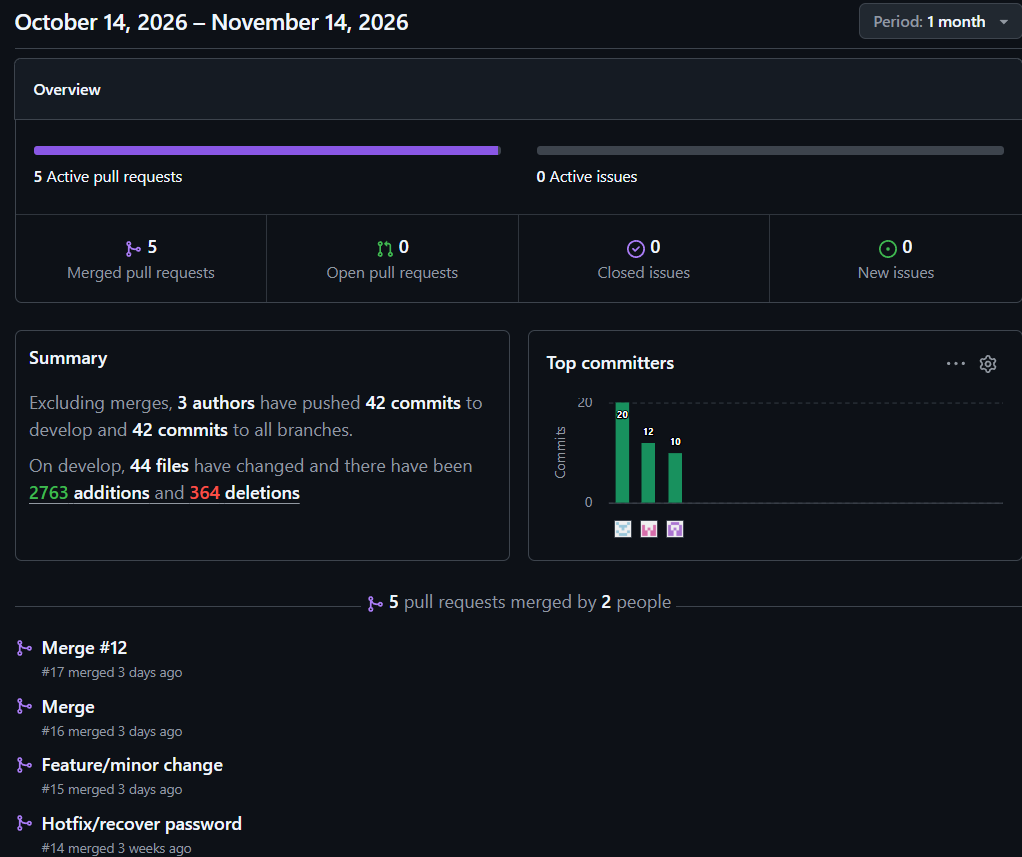 October 14, 2026 – November 14, 2026
Period: 1 month
Overview
5 Active pull requests
0 Active issues
5
Merged pull requests
0
Open pull requests
0
Closed issues
0
New issues
Summary
Excluding merges, 3 authors have pushed 42 commits to
develop and 42 commits to all branches.
On develop, 44 files have changed and there have been
2763 additions and 364 deletions
Top committers
20
Commits
0
20
12
10
5 pull requests merged by 2 people
Merge #12
#17 merged 3 days ago
Merge
#16 merged 3 days ago
Feature/minor change
#15 merged 3 days ago
Hotfix/recover password
#14 merged 3 weeks ago